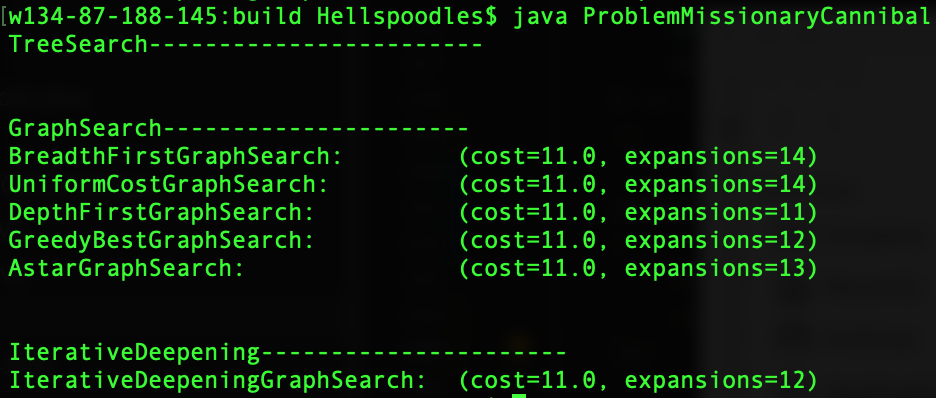 [w134-87-188-145:build Hellspoodles$ java ProblemMissionaryCannibal
TreeSearch------------------------
GraphSearch----------------------
BreadthFirstGraphSearch: (cost=11.0, expansions=14)
UniformCostGraphSearch: (cost=11.0, expansions=14)
DepthFirstGraphSearch: (cost=11.0, expansions=11)
GreedyBestGraphSearch: (cost=11.0, expansions=12)
AstarGraphSearch: (cost=11.0, expansions=13)
IterativeDeepening----------------------
IterativeDeepeningGraphSearch: (cost=11.0, expansions=12)